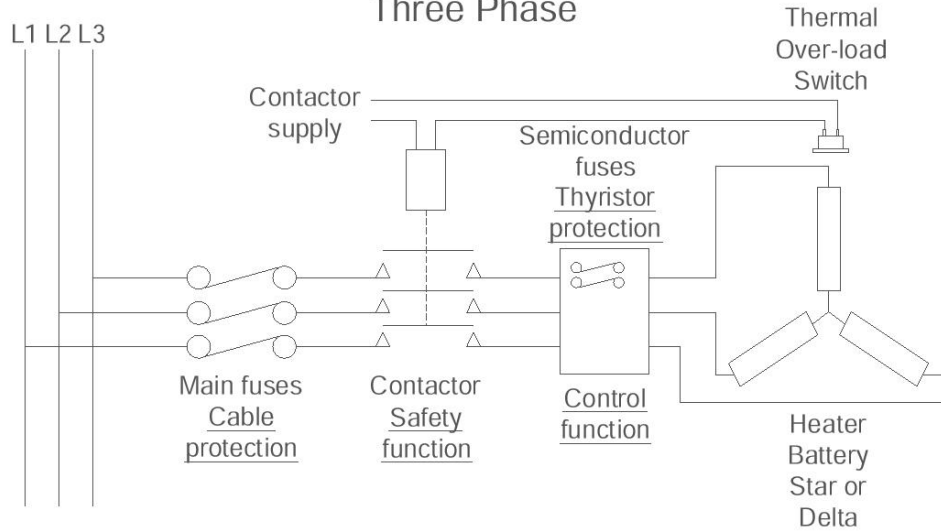 Three Phase
L1 L2 L3
Thermal
Over-load
Switch
Contactor
supply
Semiconductor
fuses
Thyristor
protection
Main fuses
Cable
protection
Contactor
Safety
function
Control
function
Heater
Battery
Star or
Delta